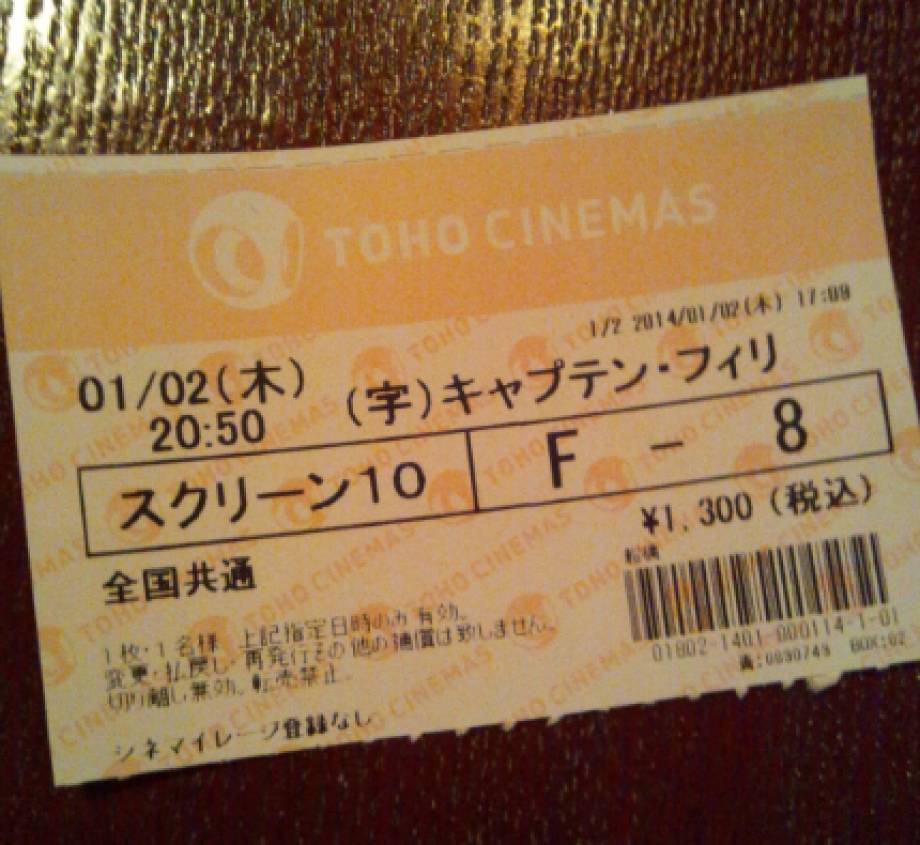 TOHO CINEMAS
1/2 2014/01/02(木) 17:09
01/02(木)
20:50
(字)キャプテン・フィリ
スクリーン10 F - 8
¥1,300 (税込)
全国共通
船橋
1枚・1名様 上記指定日時のみ有効。
変更・払戻し・再発行その他の補償は致しません。
切り離し無効。転売禁止。
01802-1401-000114-1-01
シネマイレージ登録なし
BOX:02